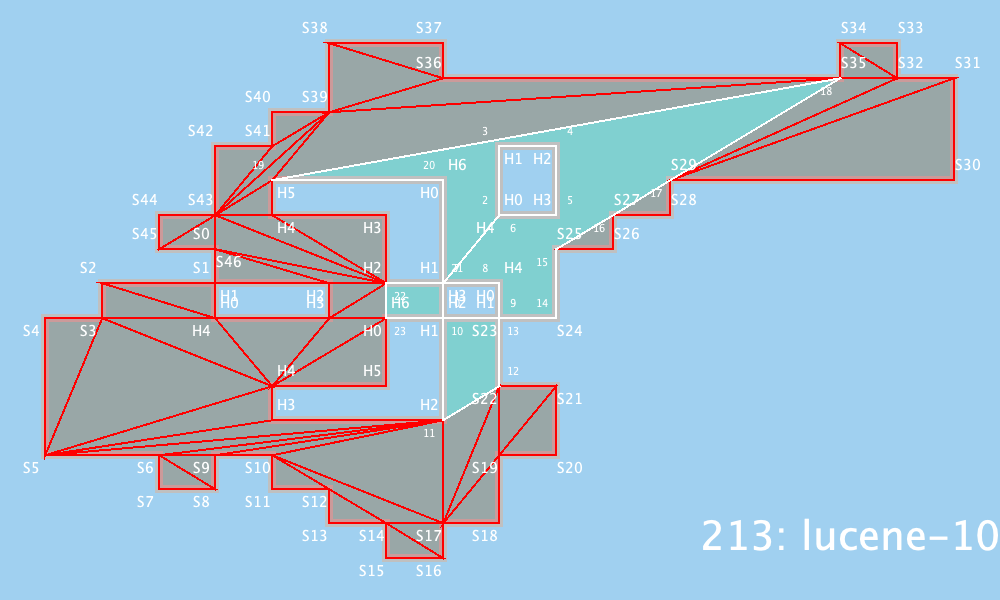 S38 S37 S34 S33
S36 S35 S32 S31
18
S40 S39
S42 S41 3 4
19 20 H6 H1 H2 S29 S30
S44 S43 H5 H0 2 H0 H3 5 S27 17 S28
S45 S0 H4 H3 H4 6 S25 16 S26
S2 S1 S46 H2 H1 21 8 H4 15
H1 H0 H2 H3 22 H6 H3 H2 H0 H1 9 14
S4 S3 H4 H0 23 H1 10 S23 13 S24
H4 H5 12
H3 H2 S22 S21
11
S5 S6 S9 S10 S19 S20
S7 S8 S11 S12
S13 S14 S17 S18
213: lucene-10
S15 S16